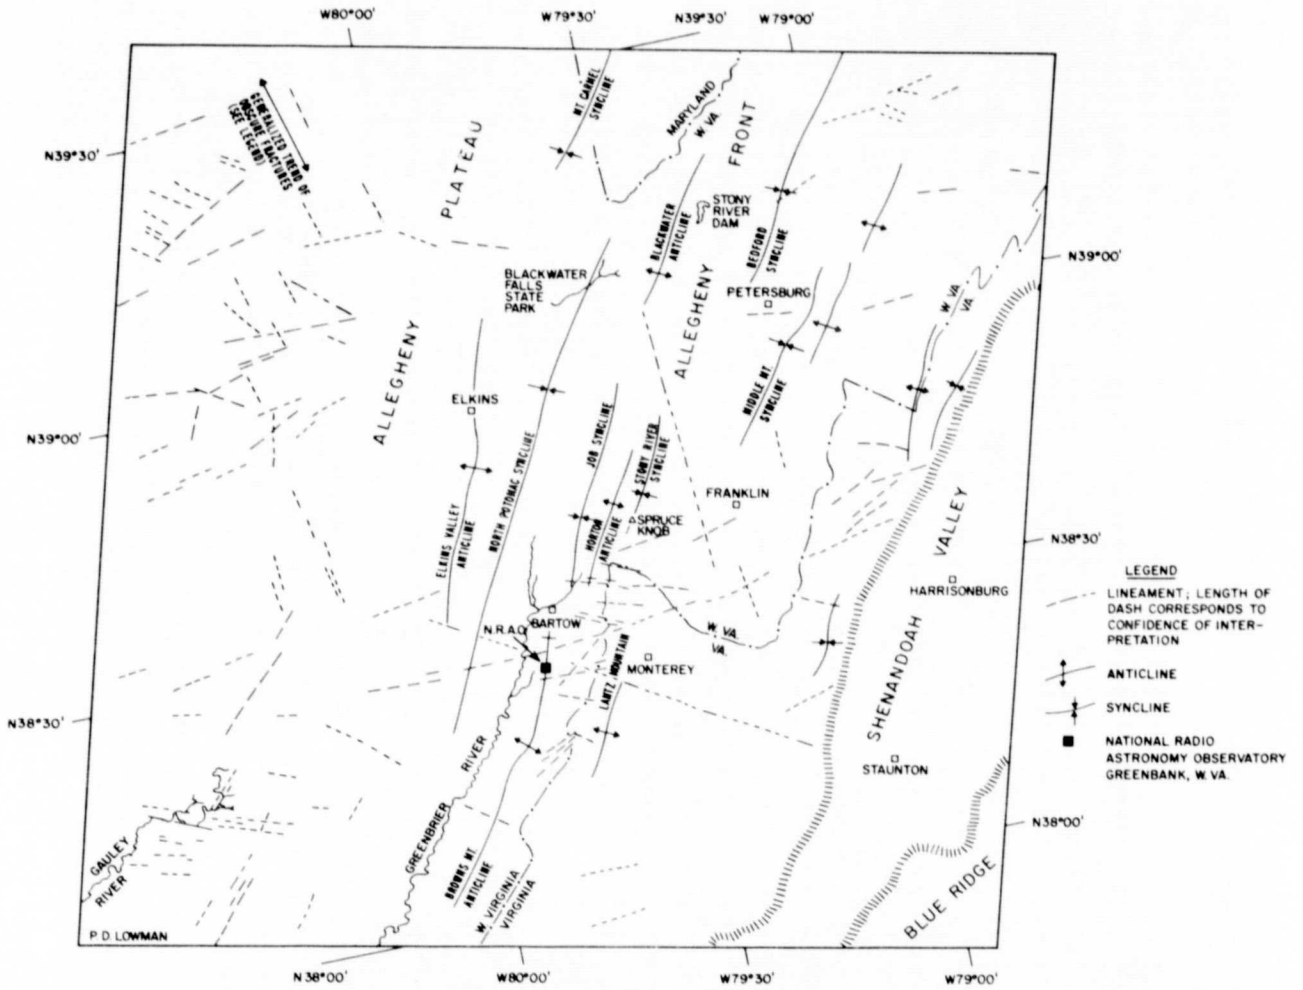 W80°00'
W79°30'
N39°30'
W79°00'
N39°30'
GENERALIZED TREND OF
OBSCURE FRACTURES
(SEE LEGEND)
PLATEAU
MT. CARMEL
SYNCLINE
MARYLAND
W. VA.
FRONT
STONY
RIVER
DAM
BLACKWATER
ANTICLINE
BEDFORD
SYNCLINE
N39°00'
BLACKWATER
FALLS
STATE
PARK
PETERSBURG
ALLEGHENY
W. VA.
VA.
ALLEGHENY
MIDDLE MT.
SYNCLINE
ELKINS
N39°00'
JOB SYNCLINE
STONY RIVER
SYNCLINE
NORTH POTOMAC SYNCLINE
FRANKLIN
SPRUCE
KNOB
HORTON
ANTICLINE
ELKINS VALLEY
ANTICLINE
VALLEY
N38°30'
HARRISONBURG
LEGEND
LINEAMENT; LENGTH OF
DASH CORRESPONDS TO
CONFIDENCE OF INTER-
PRETATION
BARTOW
N.R.A.O.
W. VA.
VA.
MONTEREY
LANTZ MOUNTAIN
SHENANDOAH
ANTICLINE
SYNCLINE
NATIONAL RADIO
ASTRONOMY OBSERVATORY
GREENBANK, W. VA.
N38°30'
RIVER
STAUNTON
N38°00'
GREENBRIER
GAULEY
RIVER
BROWNS MT.
ANTICLINE
W. VIRGINIA
VIRGINIA
BLUE RIDGE
P. D. LOWMAN
N38°00'
W80°00'
W79°30'
W79°00'